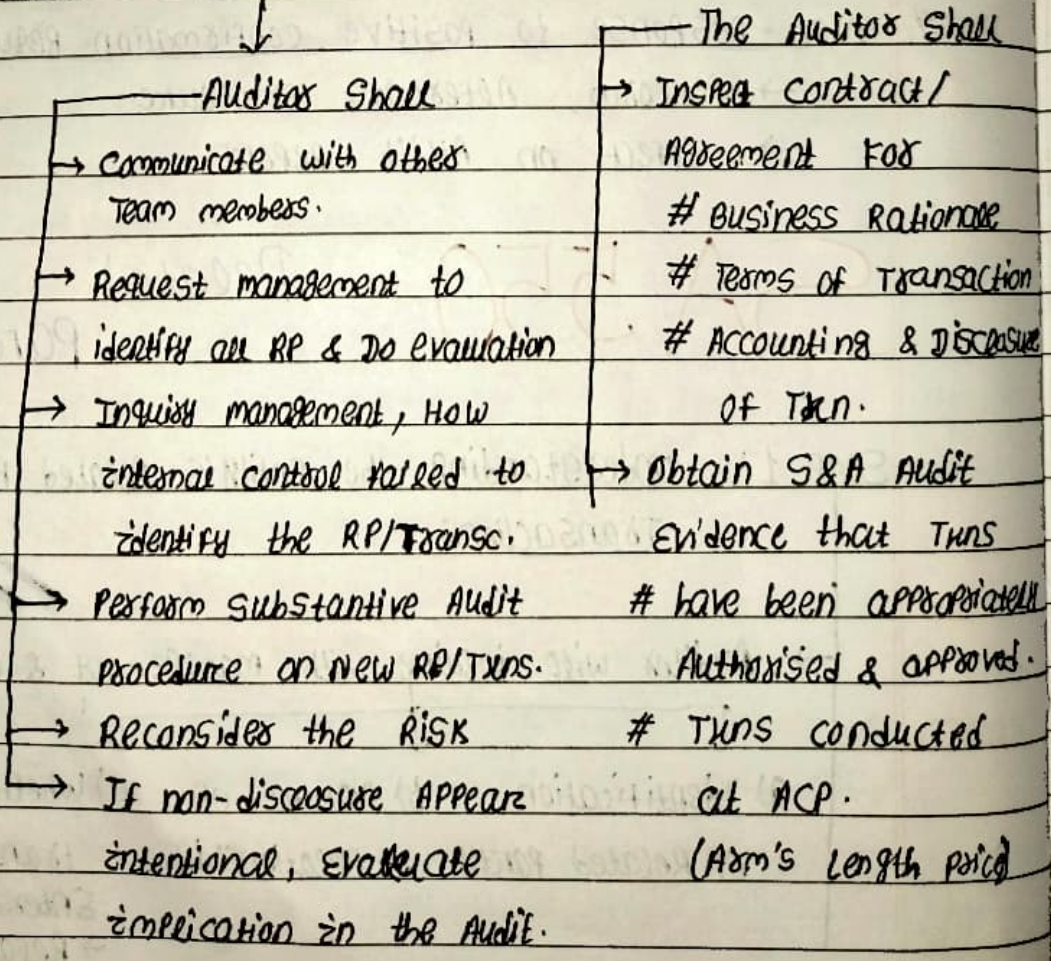 Auditor Shall
→ Communicate with other
Team members.
→ Request management to
identify all RP & Do evaluation
→ Inquisy management, How
internal control failed to
identify the RP/Transc.
→ Perform Substantive Audit
procedure on New RP/Txns.
→ Reconsider the Risk
→ If non-disclosure Appear
intentional, Evaluate
implication in the Audit.
The Auditor Shall
→ Inspect contract/
Agreement For
# Business Rationale
# Terms of Transaction
# Accounting & Disclosure
of Txn.
→ Obtain S&A Audit
Evidence that Txns
# have been appropriately
Authorised & approved.
# Txns conducted
at ALP.
(Arm's Length price)